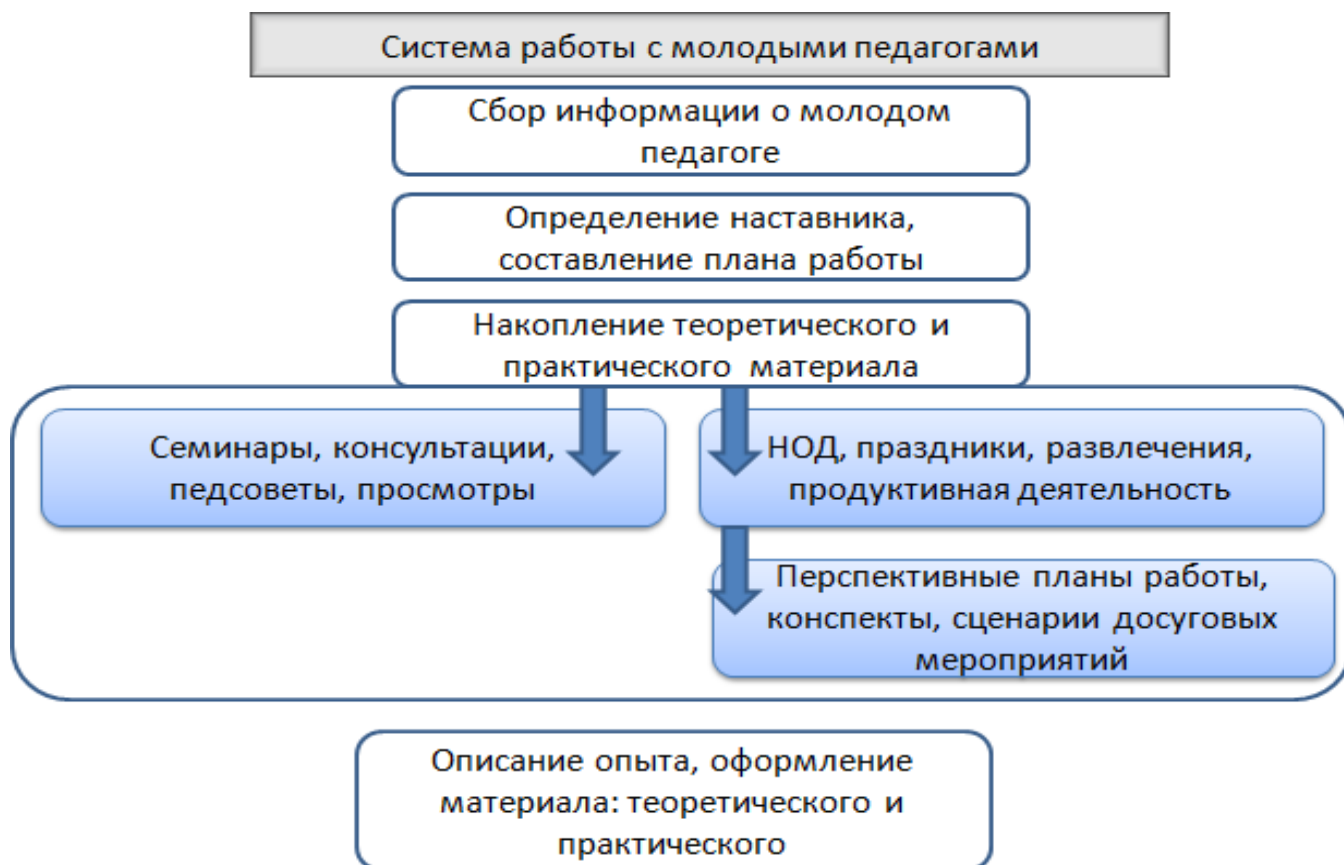 Система работы с молодыми педагогами
Сбор информации о молодом
педагоге
Определение наставника,
составление плана работы
Накопление теоретического и
практического материала
Семинары, консультации,
педсоветы, просмотры
НОД, праздники, развлечения,
продуктивная деятельность
Перспективные планы работы,
конспекты, сценарии досуговых
мероприятий
Описание опыта, оформление
материала: теоретического и
практического